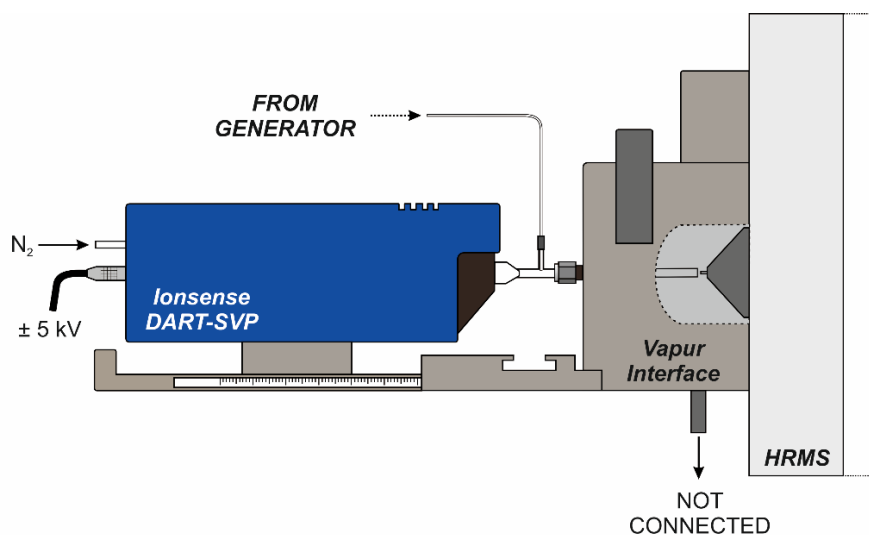 FROM
GENERATOR
N₂
± 5 kV
Ionsense
DART-SVP
Vapur
Interface
HRMS
NOT
CONNECTED